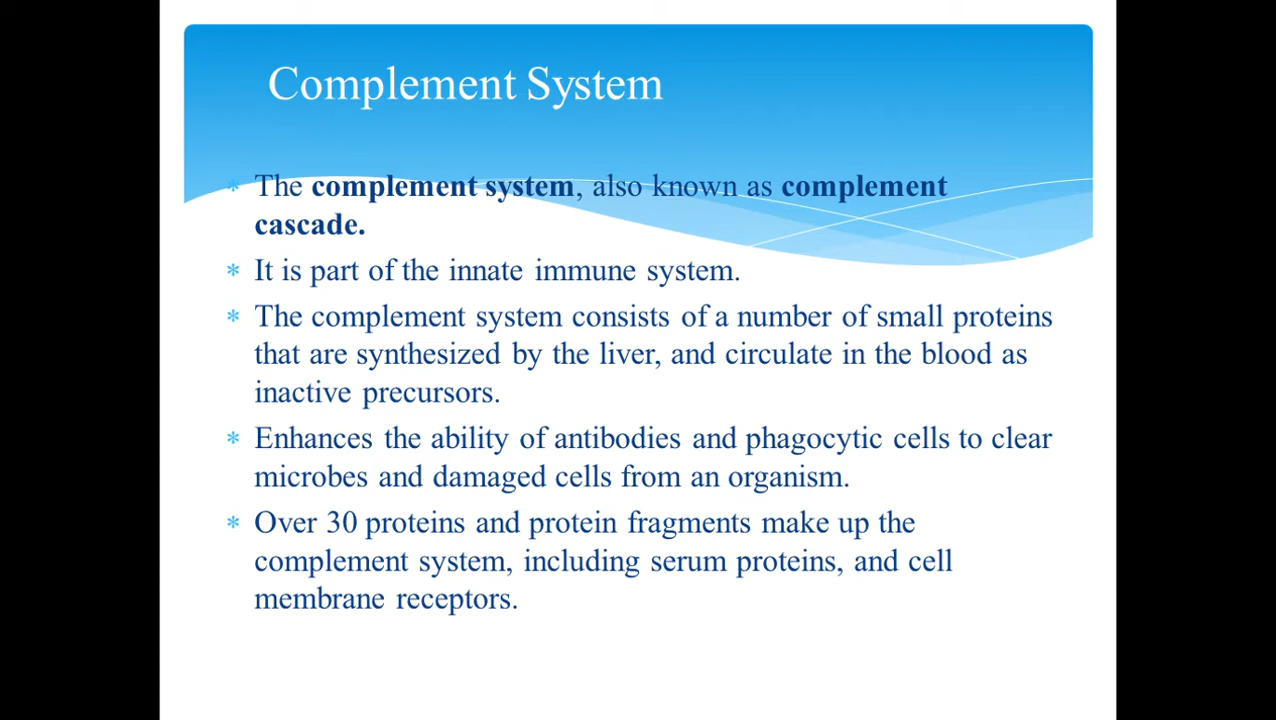 Complement System
* The complement system, also known as complement
cascade.
* It is part of the innate immune system.
* The complement system consists of a number of small proteins
that are synthesized by the liver, and circulate in the blood as
inactive precursors.
* Enhances the ability of antibodies and phagocytic cells to clear
microbes and damaged cells from an organism.
* Over 30 proteins and protein fragments make up the
complement system, including serum proteins, and cell
membrane receptors.